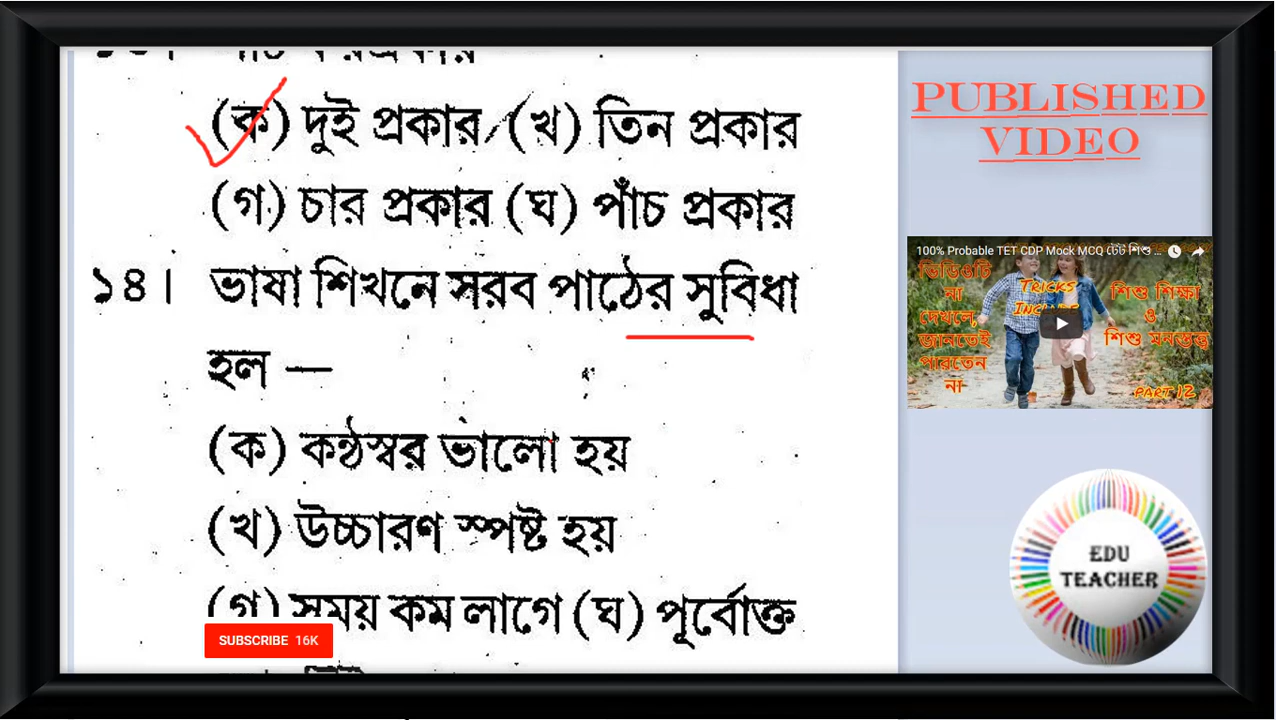 (ক) দুই প্রকার (খ) তিন প্রকার
(গ) চার প্রকার (ঘ) পাঁচ প্রকার
১৪। ভাষা শিখনে সরব পাঠের সুবিধা
হল —
(ক) কন্ঠস্বর ভালো হয়
(খ) উচ্চারণ স্পষ্ট হয়
(গ) সময় কম লাগে (ঘ) পূর্বোক্ত
SUBSCRIBE 16K
PUBLISHED
VIDEO
100% Probable TET CDP Mock MCQ টেট শিশু ...
ভিডিওটি
না
দেখলে,
জানতেই
পারতেন
না
TRICKS
INCLUDE
শিশু শিক্ষা
ও
শিশু মনস্তত্ত্ব
PART 12
EDU
TEACHER